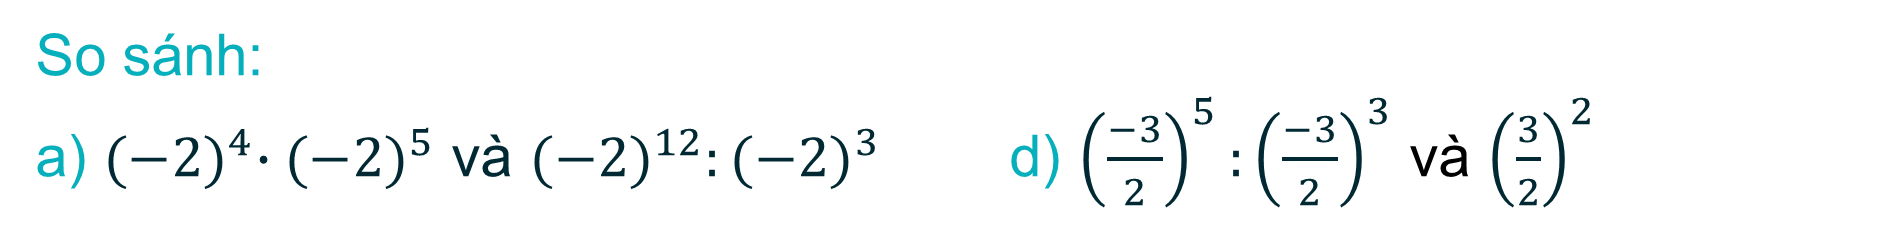 So sánh:
a) (−2)⁴· (−2)⁵ và (−2)¹²: (−2)³ d) (−3/2)⁵ : (−3/2)³ và (3/2)²